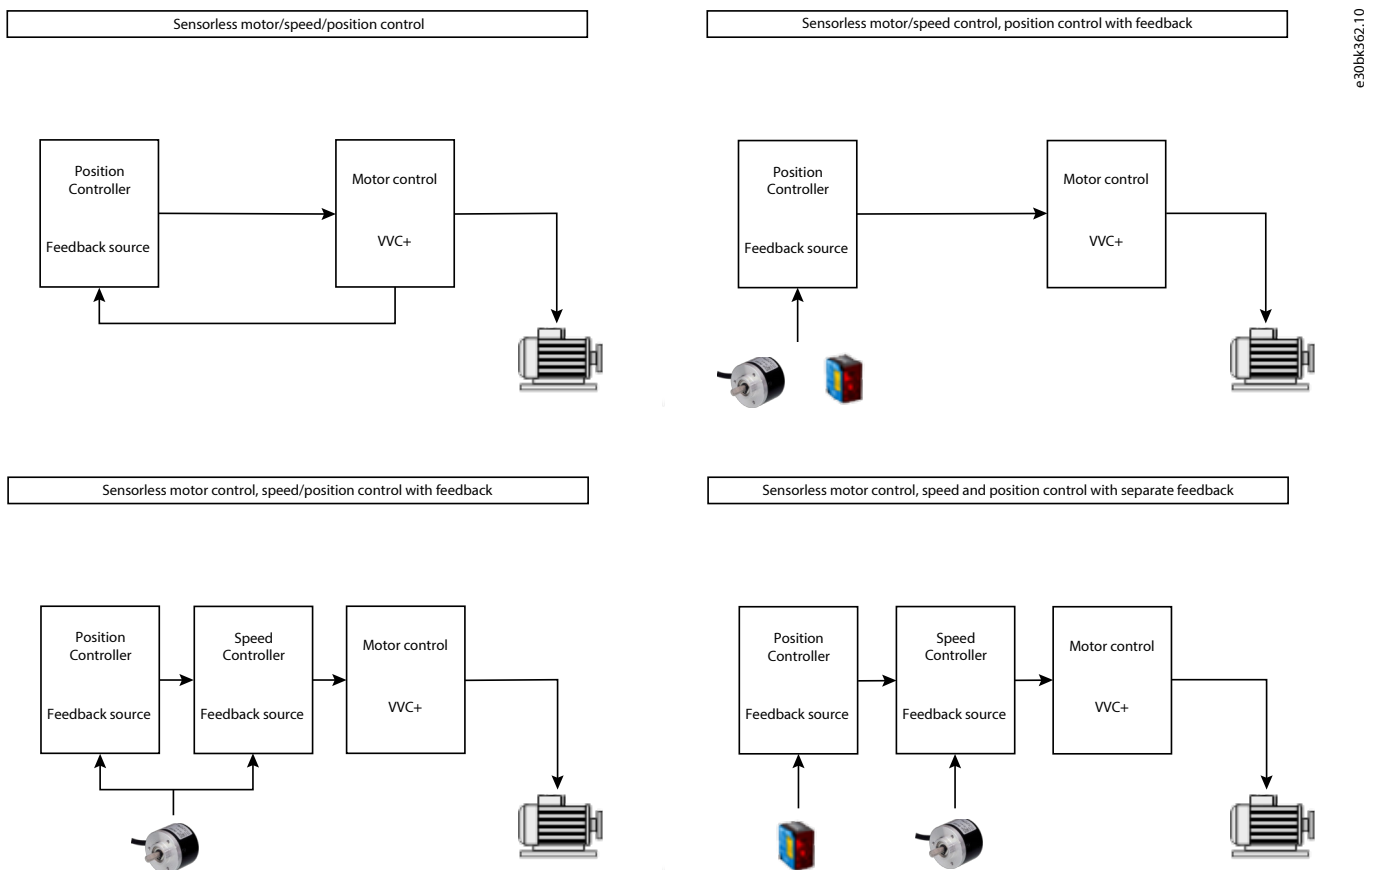 Sensorless motor/speed/position control
Sensorless motor/speed control, position control with feedback
e30bk362.10
Position
Controller
Feedback source
Motor control
VVC+
Position
Controller
Feedback source
Motor control
VVC+
Sensorless motor control, speed/position control with feedback
Sensorless motor control, speed and position control with separate feedback
Position
Controller
Feedback source
Speed
Controller
Feedback source
Motor control
VVC+
Position
Controller
Feedback source
Speed
Controller
Feedback source
Motor control
VVC+